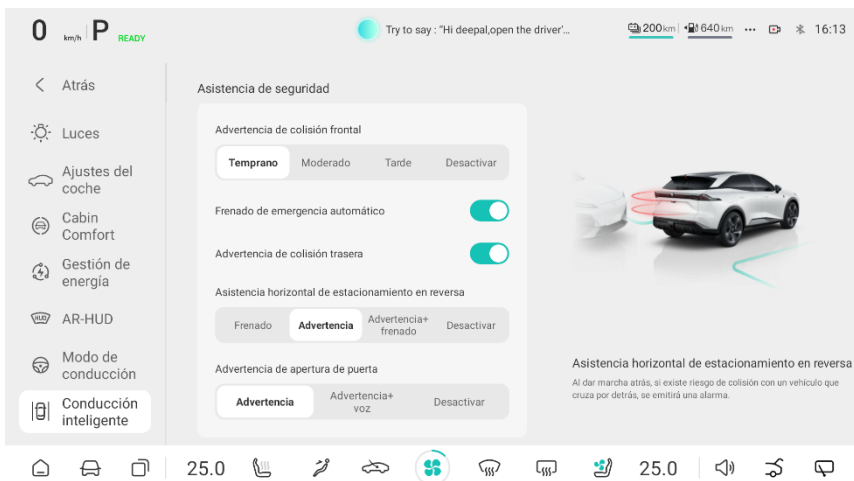 0 km/h P READY
Try to say : "Hi deepal,open the driver'...
200km 640km ••• 16:13
Atrás
Luces
Ajustes del
coche
Cabin
Comfort
Gestión de
energía
HUD AR-HUD
Modo de
conducción
Conducción
inteligente
Asistencia de seguridad
Advertencia de colisión frontal
Temprano Moderado Tarde Desactivar
Frenado de emergencia automático
Advertencia de colisión trasera
Asistencia horizontal de estacionamiento en reversa
Frenado Advertencia Advertencia+
frenado Desactivar
Advertencia de apertura de puerta
Advertencia Advertencia+
voz Desactivar
Asistencia horizontal de estacionamiento en reversa
Al dar marcha atrás, si existe riesgo de colisión con un vehículo que
cruza por detrás, se emitirá una alarma.
25.0 25.0